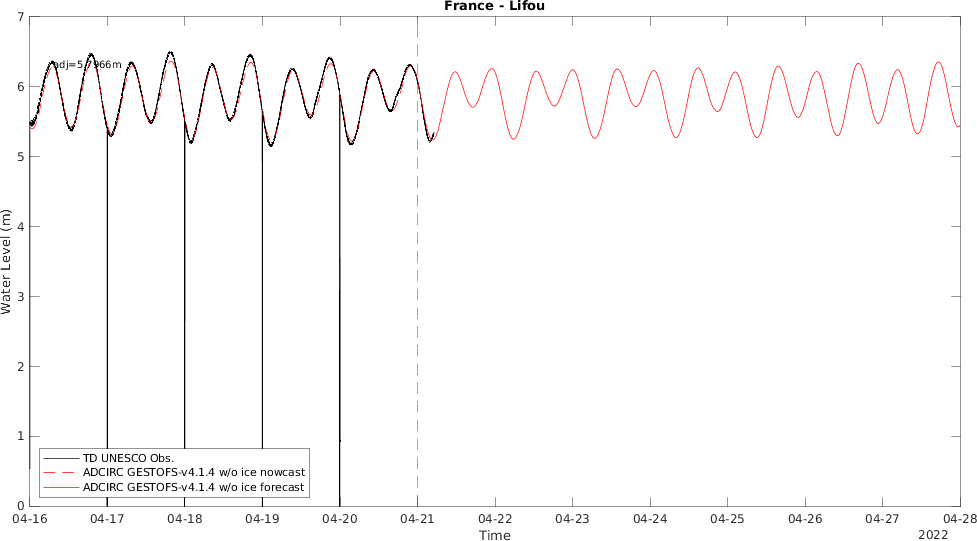 France - Lifou
adj=5.7966m
Water Level (m)
7
6
5
4
3
2
1
0
TD UNESCO Obs.
ADCIRC GESTOFS-v4.1.4 w/o ice nowcast
ADCIRC GESTOFS-v4.1.4 w/o ice forecast
04-16 04-17 04-18 04-19 04-20 04-21 04-22 04-23 04-24 04-25 04-26 04-27 04-28
Time
2022